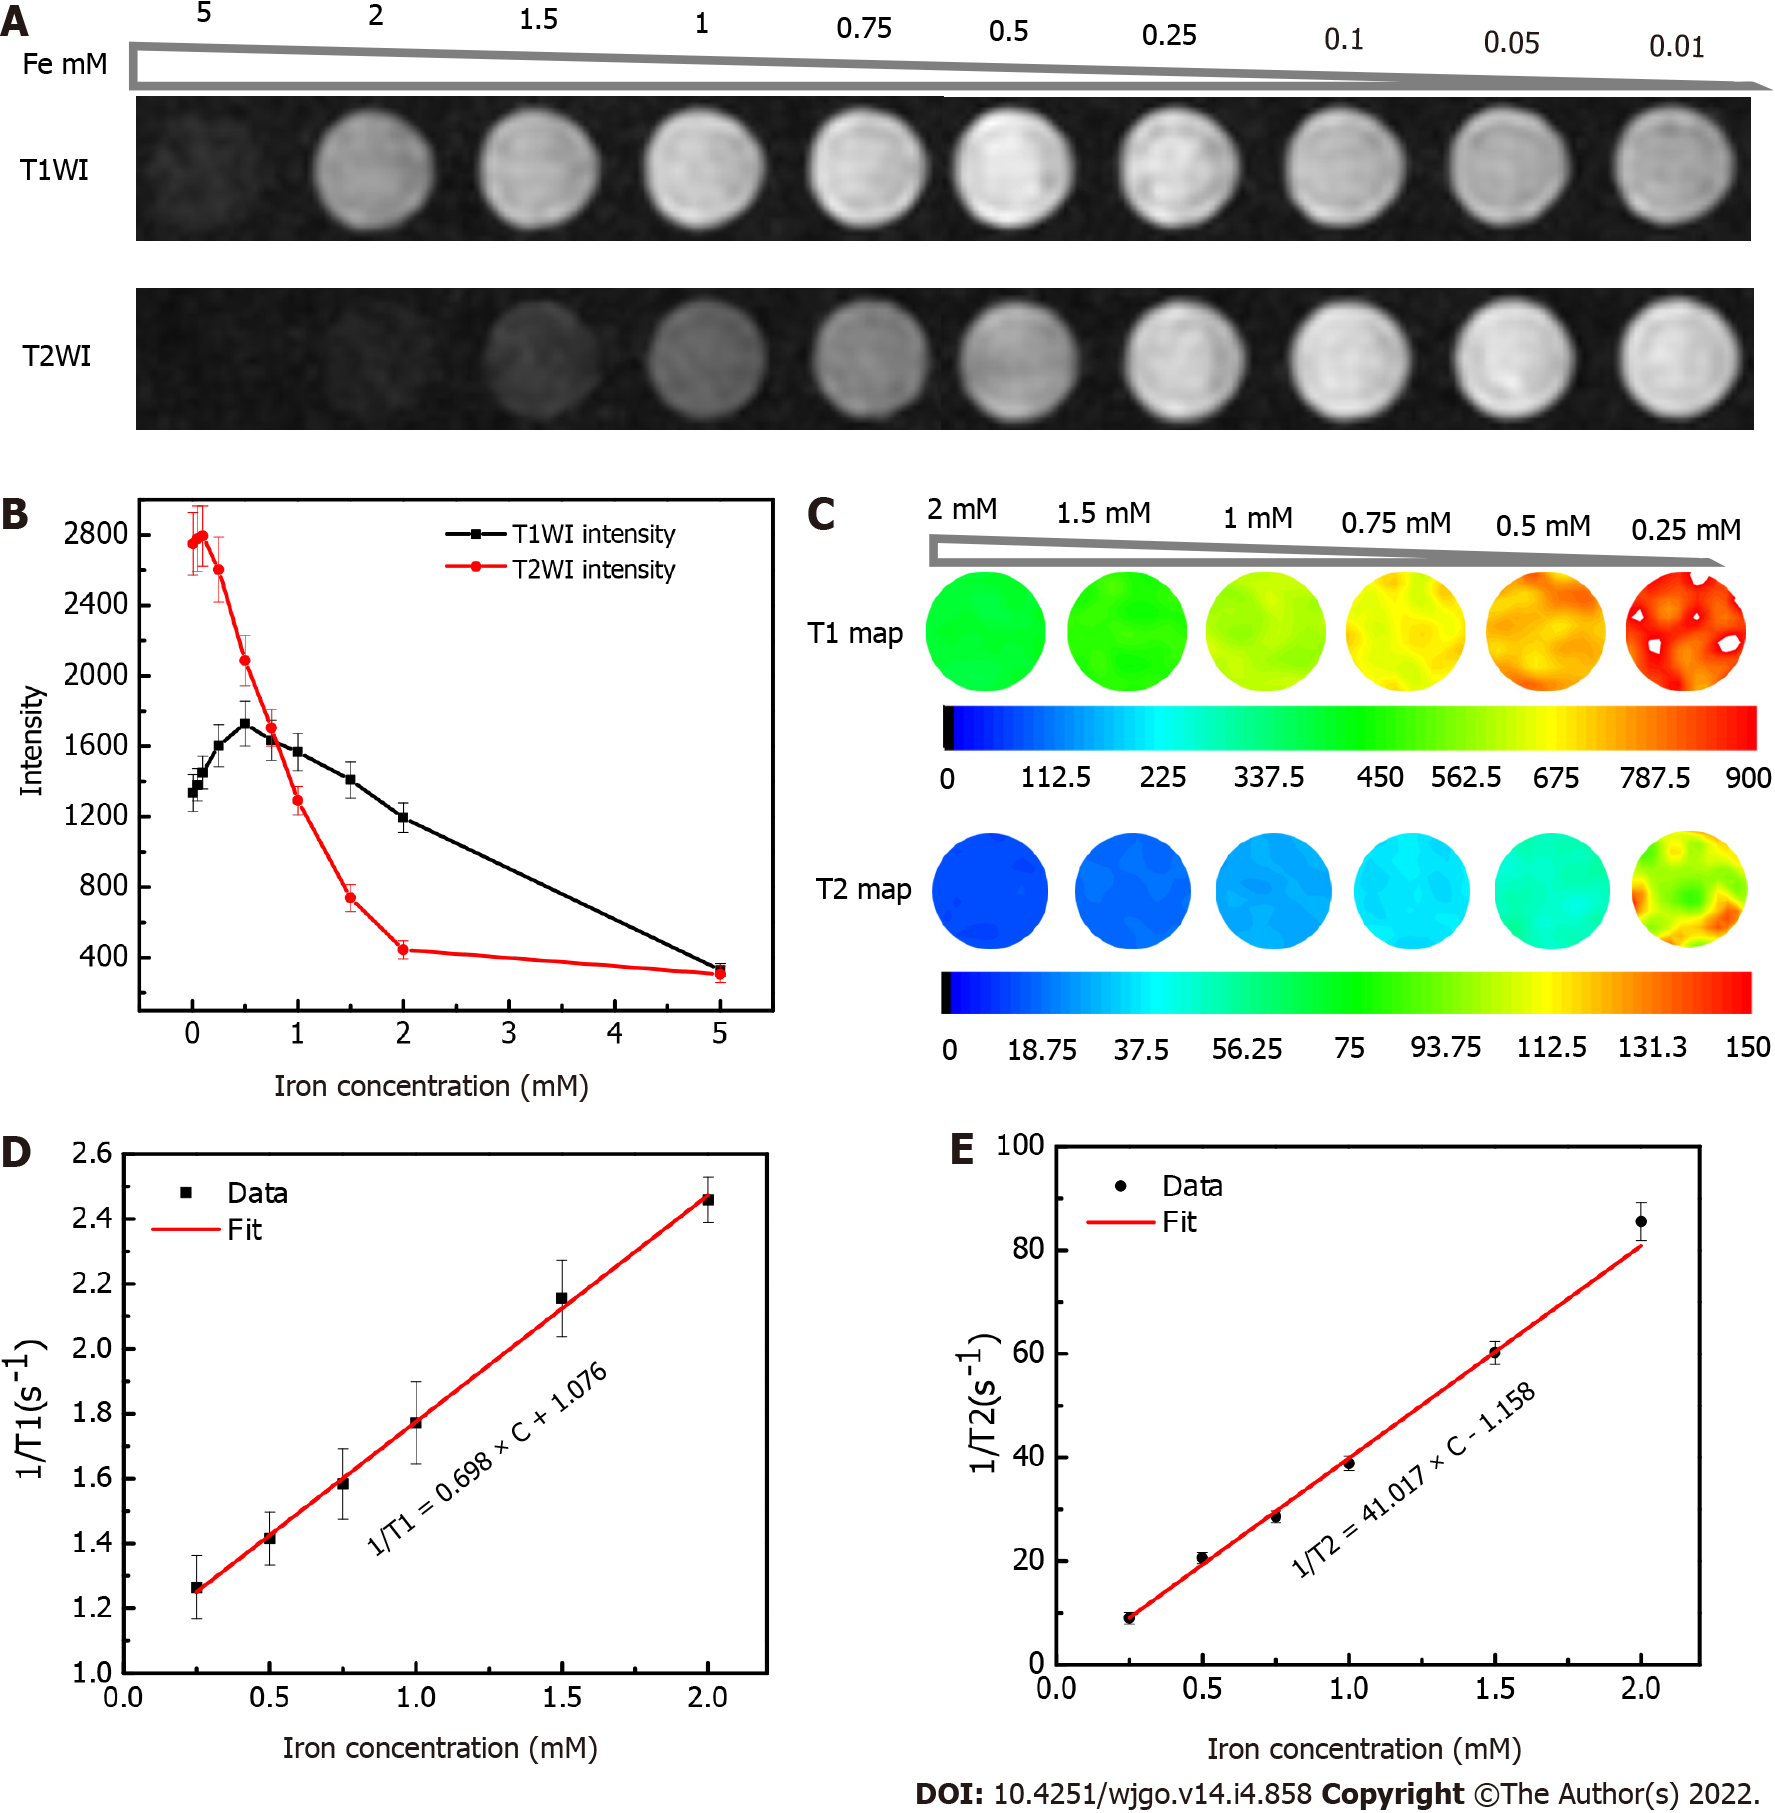 A
5 2 1.5 1 0.75 0.5 0.25 0.1 0.05 0.01
Fe mM
T1WI
T2WI
B
2800
2400
2000
1600
1200
800
400
Intensity
T1WI intensity
T2WI intensity
0 1 2 3 4 5
Iron concentration (mM)
C
2 mM 1.5 mM 1 mM 0.75 mM 0.5 mM 0.25 mM
T1 map
0 112.5 225 337.5 450 562.5 675 787.5 900
T2 map
0 18.75 37.5 56.25 75 93.75 112.5 131.3 150
D
2.6
2.4
2.2
2.0
1.8
1.6
1.4
1.2
1.0
1/T1(s⁻¹)
Data
Fit
1/T1 = 0.698 × C + 1.076
0.0 0.5 1.0 1.5 2.0
Iron concentration (mM)
E
100
80
60
40
20
0
1/T2(s⁻¹)
Data
Fit
1/T2 = 41.017 × C - 1.158
0.0 0.5 1.0 1.5 2.0
Iron concentration (mM)
DOI: 10.4251/wjgo.v14.i4.858 Copyright ©The Author(s) 2022.